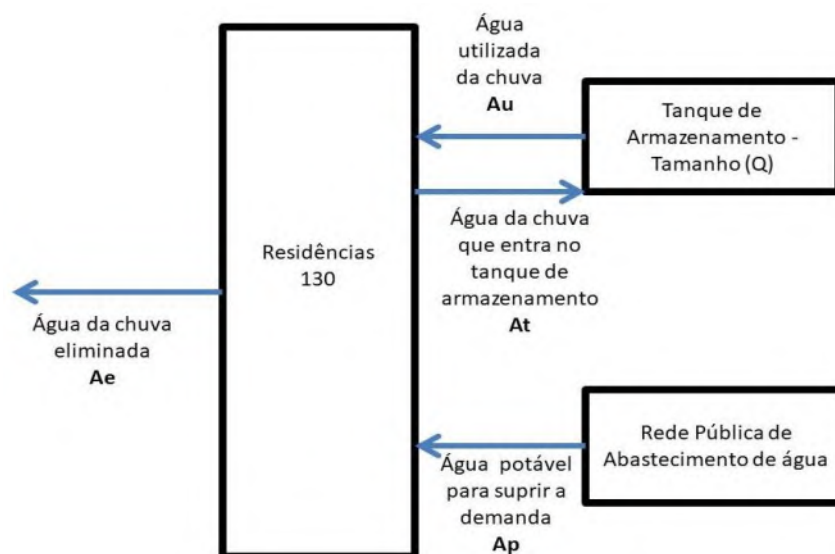 Água
utilizada
da chuva
Au
Tanque de
Armazenamento -
Tamanho (Q)
Residências
130
Água da chuva
que entra no
tanque de
armazenamento
At
Água da chuva
eliminada
Ae
Rede Pública de
Abastecimento de água
Água potável
para suprir a
demanda
Ap